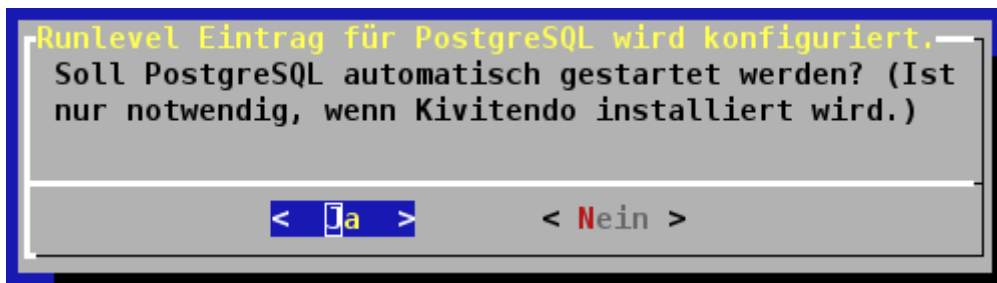 Runlevel Eintrag für PostgreSQL wird konfiguriert.
Soll PostgreSQL automatisch gestartet werden? (Ist
nur notwendig, wenn Kivitendo installiert wird.)
< Ja > < Nein >